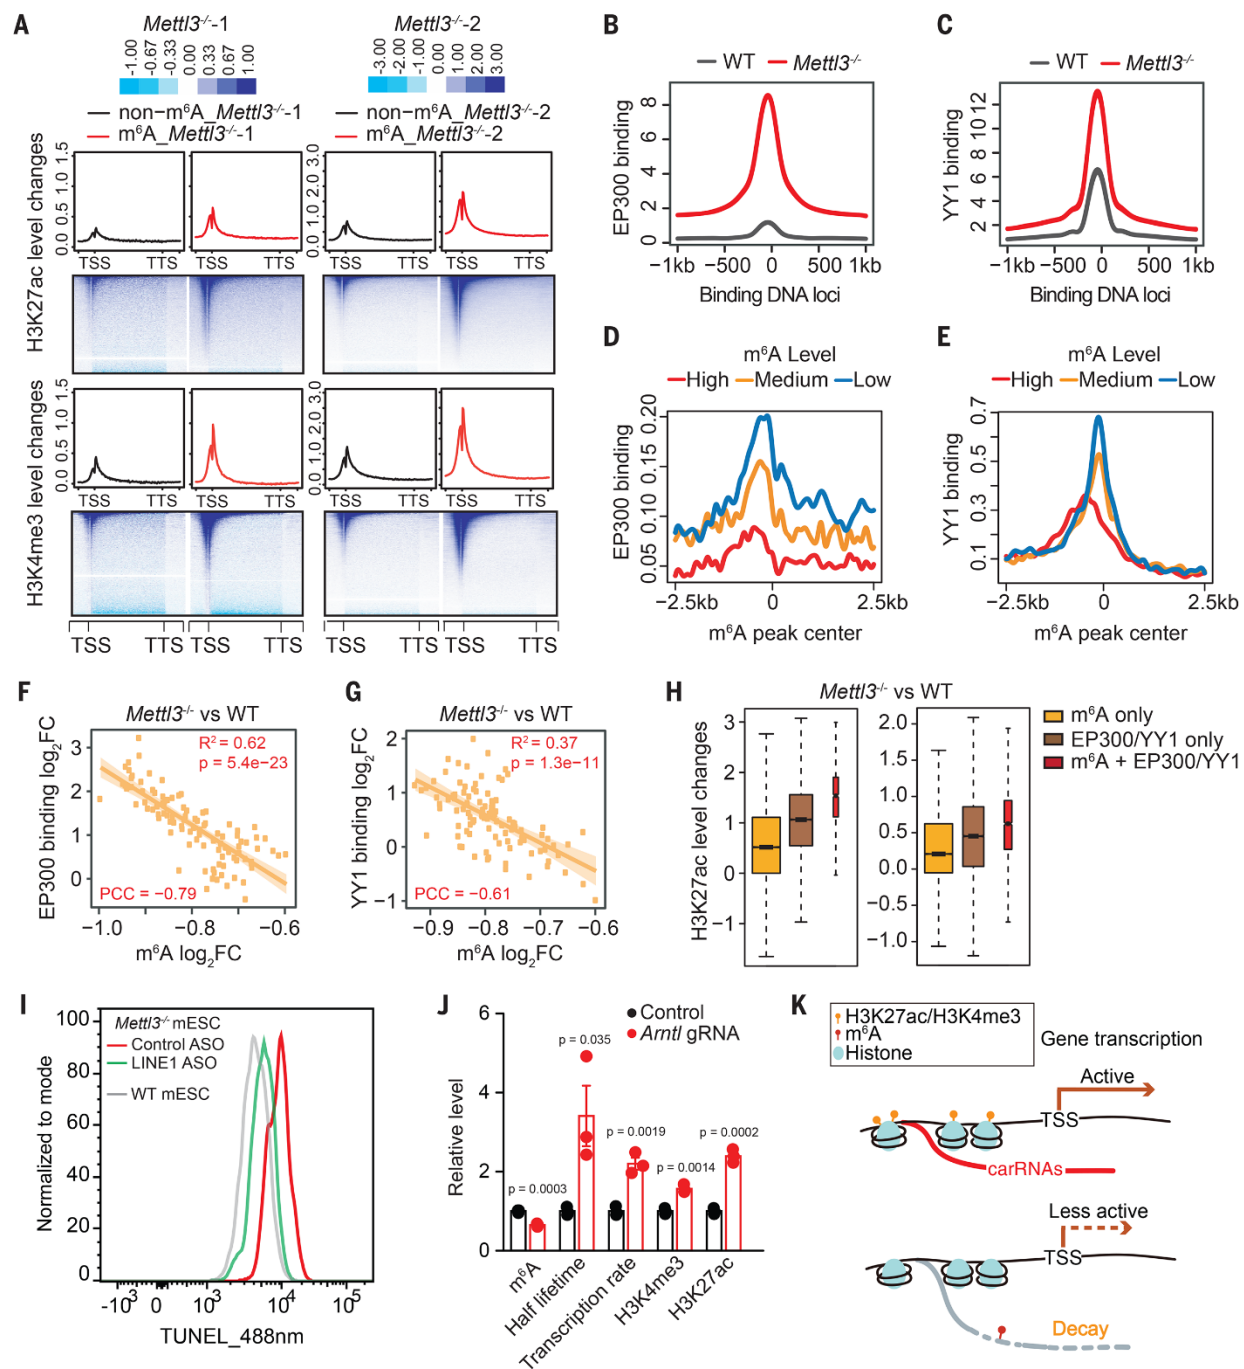 A
Mettl3-/--1
Mettl3-/--2
-1.00
-0.67
-0.33
0.00
0.33
0.67
1.00
-3.00
-2.00
-1.00
0.00
1.00
2.00
3.00
non-m⁶A_Mettl3-/--1
m⁶A_Mettl3-/--1
non-m⁶A_Mettl3-/--2
m⁶A_Mettl3-/--2
H3K27ac level changes
0.0 0.5 1.0 1.5
0.0 1.0 2.0 3.0
TSS TTS TSS TTS TSS TTS TSS TTS
H3K4me3 level changes
0.0 0.5 1.0 1.5
0.0 1.0 2.0 3.0
TSS TTS TSS TTS TSS TTS TSS TTS
TSS TTS TSS TTS TSS TTS TSS TTS
B
WT Mettl3-/-
EP300 binding
8
6
4
2
0
−1kb −500 0 500 1kb
Binding DNA loci
C
WT Mettl3-/-
YY1 binding
12
10
8
6
4
2
−1kb −500 0 500 1kb
Binding DNA loci
D
m⁶A Level
High Medium Low
EP300 binding
0.20
0.15
0.10
0.05
−2.5kb 0 2.5kb
m⁶A peak center
E
m⁶A Level
High Medium Low
YY1 binding
0.7
0.5
0.3
0.1
−2.5kb 0 2.5kb
m⁶A peak center
F
Mettl3-/- vs WT
R² = 0.62
p = 5.4e−23
EP300 binding log₂FC
3
2
1
0
PCC = −0.79
−1.0 −0.8 −0.6
m⁶A log₂FC
G
Mettl3-/- vs WT
R² = 0.37
p = 1.3e−11
YY1 binding log₂FC
2
1
0
−1
PCC = −0.61
−0.9 −0.8 −0.7 −0.6
m⁶A log₂FC
H
Mettl3-/- vs WT
H3K27ac level changes
3
2
1
0
−1
2.0
1.5
1.0
0.5
0.0
−1.0
m⁶A only
EP300/YY1 only
m⁶A + EP300/YY1
I
Normalized to mode
100
80
60
40
20
0
Mettl3-/- mESC
Control ASO
LINE1 ASO
WT mESC
-10³ 0 10³ 10⁴ 10⁵
TUNEL_488nm
J
Control
Arntl gRNA
Relative level
6
4
2
0
p = 0.0003
p = 0.035
p = 0.0019
p = 0.0014
p = 0.0002
m⁶A
Half lifetime
Transcription rate
H3K4me3
H3K27ac
K
H3K27ac/H3K4me3
m⁶A
Histone
Gene transcription
Active
TSS
carRNAs
Less active
TSS
Decay